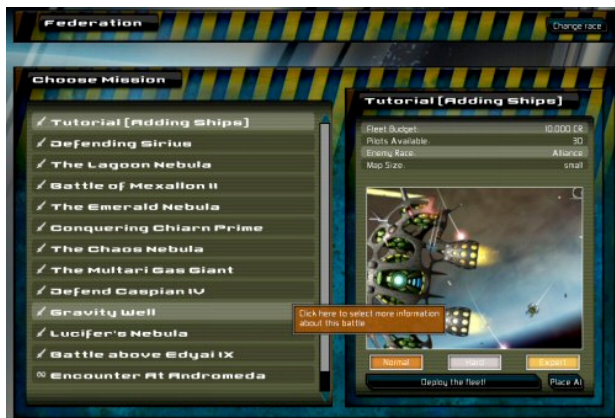 Federation
Change race
Choose Mission
Tutorial [Adding Ships]
Defending Sirius
The Lagoon Nebula
Battle of Mexallon II
The Emerald Nebula
Conquering Chiarn Prime
The Chaos Nebula
The Multari Gas Giant
Defend Caspian IV
Gravity Well
Lucifer's Nebula
Battle above Edyai IX
Encounter At Andromeda
Tutorial [Adding Ships]
Fleet Budget: 10,000 CR
Pilots Available: 30
Enemy Race: Alliance
Map Size: small
Click here to select more information
about this battle
Normal
Hard
Expert
Deploy the fleet!
Place AI